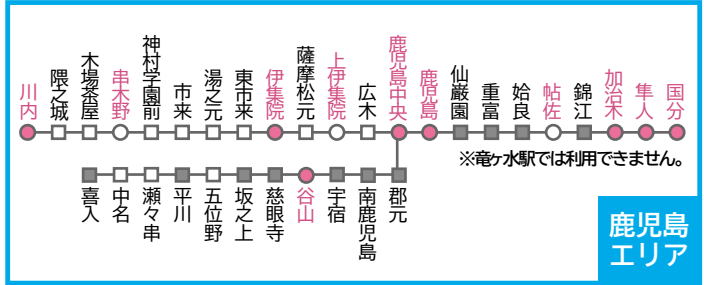 川内
隈之城
木場茶屋
串木野
神村学園前
市来
湯之元
東市来
伊集院
薩摩松元
上伊集院
広木
鹿児島中央
鹿児島
仙巌園
重富
姶良
帖佐
錦江
加治木
隼人
国分
※竜ヶ水駅では利用できません。
喜入
中名
瀬々串
平川
五位野
坂之上
慈眼寺
谷山
宇宿
南鹿児島
郡元
鹿児島
エリア